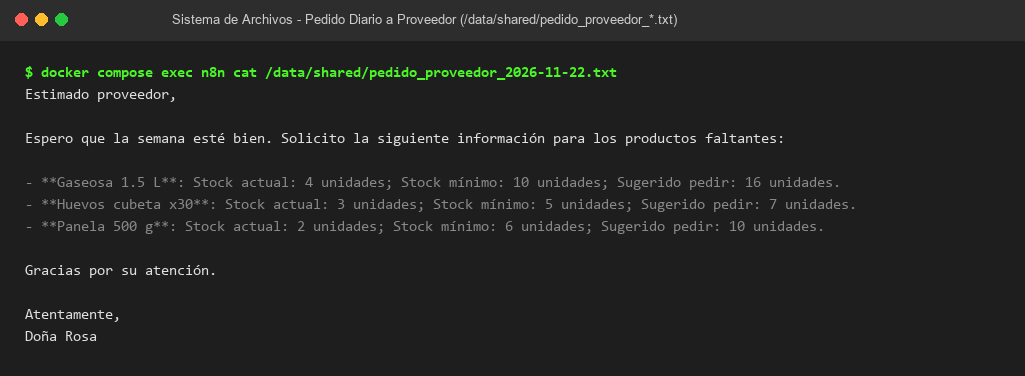 Sistema de Archivos - Pedido Diario a Proveedor (/data/shared/pedido_proveedor_*.txt)
$ docker compose exec n8n cat /data/shared/pedido_proveedor_2026-11-22.txt
Estimado proveedor,
Espero que la semana esté bien. Solicito la siguiente información para los productos faltantes:
- **Gaseosa 1.5 L**: Stock actual: 4 unidades; Stock mínimo: 10 unidades; Sugerido pedir: 16 unidades.
- **Huevos cubeta x30**: Stock actual: 3 unidades; Stock mínimo: 5 unidades; Sugerido pedir: 7 unidades.
- **Panela 500 g**: Stock actual: 2 unidades; Stock mínimo: 6 unidades; Sugerido pedir: 10 unidades.
Gracias por su atención.
Atentamente,
Doña Rosa